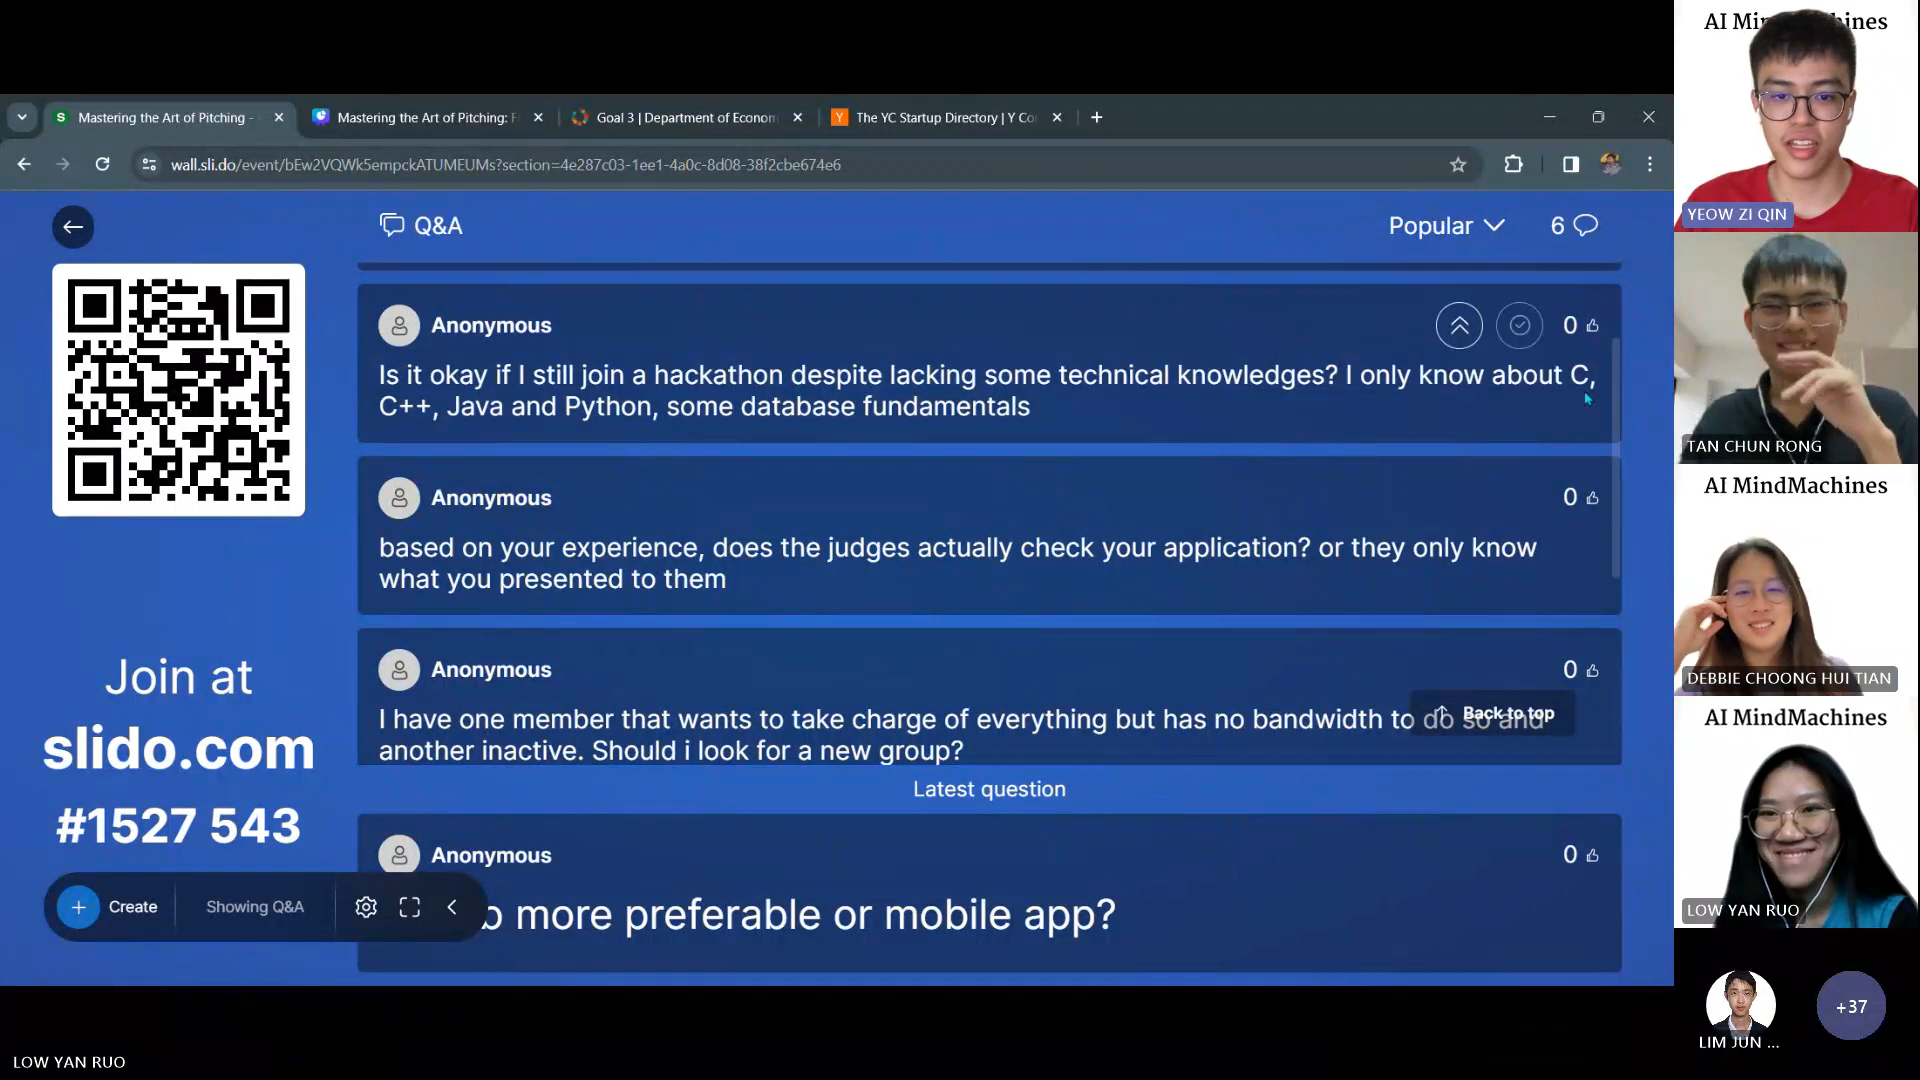 Mastering the Art of Pitching -
Mastering the Art of Pitching: F
Goal 3 | Department of Econom
The YC Startup Directory | Y Co
wall.sli.do/event/bEw2VQWk5empckATUMEUMs?section=4e287c03-1ee1-4a0c-8d08-38f2cbe674e6
Q&A
Popular
6
Anonymous
0
Is it okay if I still join a hackathon despite lacking some technical knowledges? I only know about C,
C++, Java and Python, some database fundamentals
Anonymous
0
based on your experience, does the judges actually check your application? or they only know
what you presented to them
Anonymous
0
I have one member that wants to take charge of everything but has no bandwidth to do so and
another inactive. Should i look for a new group?
Back to top
Latest question
Anonymous
0
more preferable or mobile app?
Join at
slido.com
#1527 543
Create
Showing Q&A
LOW YAN RUO
AI MindMachines
YEOW ZI QIN
TAN CHUN RONG
AI MindMachines
DEBBIE CHOONG HUI TIAN
AI MindMachines
LOW YAN RUO
LIM JUN ...
+37